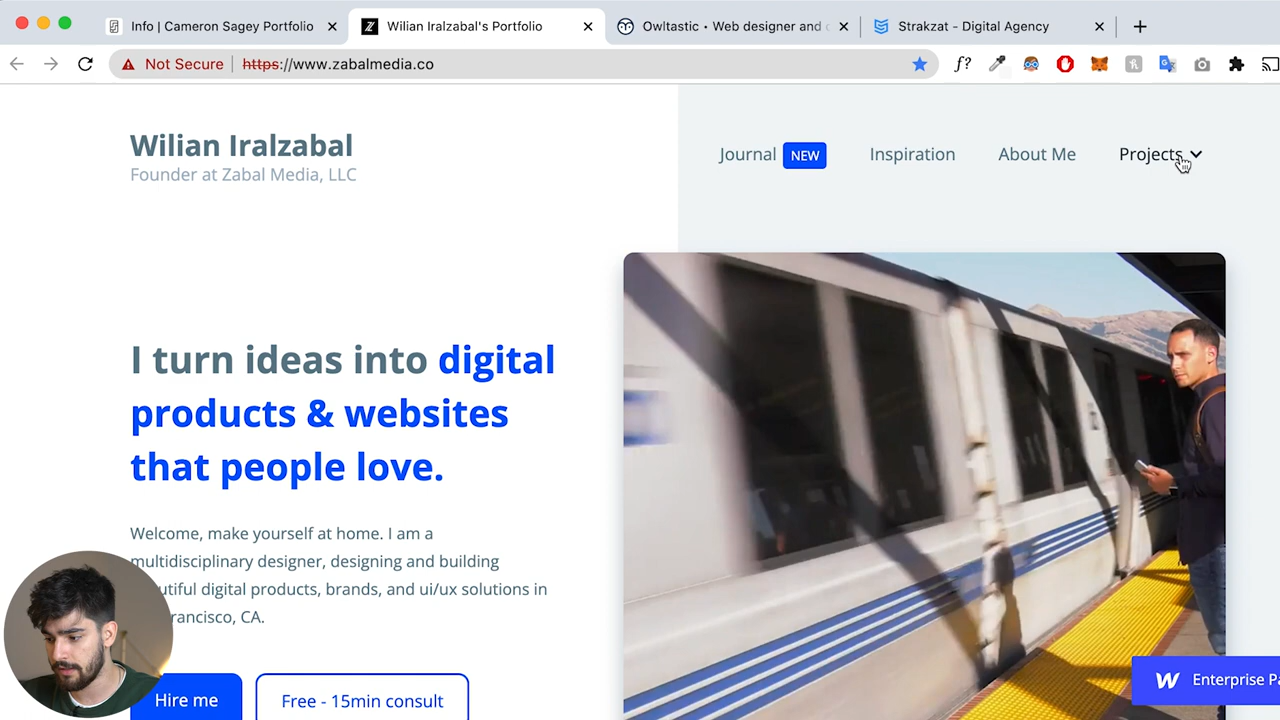 Info | Cameron Sagey Portfolio
Wilian Iralzabal's Portfolio
Owltastic • Web designer and
Strakzat - Digital Agency
Not Secure
https://www.zabalmedia.co
f?
Wilian Iralzabal
Founder at Zabal Media, LLC
Journal NEW
Inspiration
About Me
Projects
I turn ideas into digital
products & websites
that people love.
Welcome, make yourself at home. I am a
multidisciplinary designer, designing and building
digital products, brands, and ui/ux solutions in
CA.
Hire me
Free - 15min consult
Enterprise